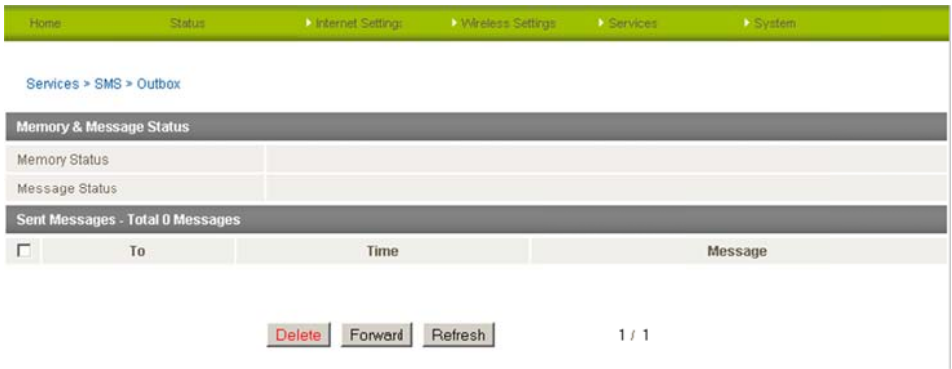 Home Status Internet Settings Wireless Settings Services System
Services > SMS > Outbox
Memory & Message Status
Memory Status
Message Status
Sent Messages - Total 0 Messages
To Time Message
Delete Forward Refresh 1 / 1